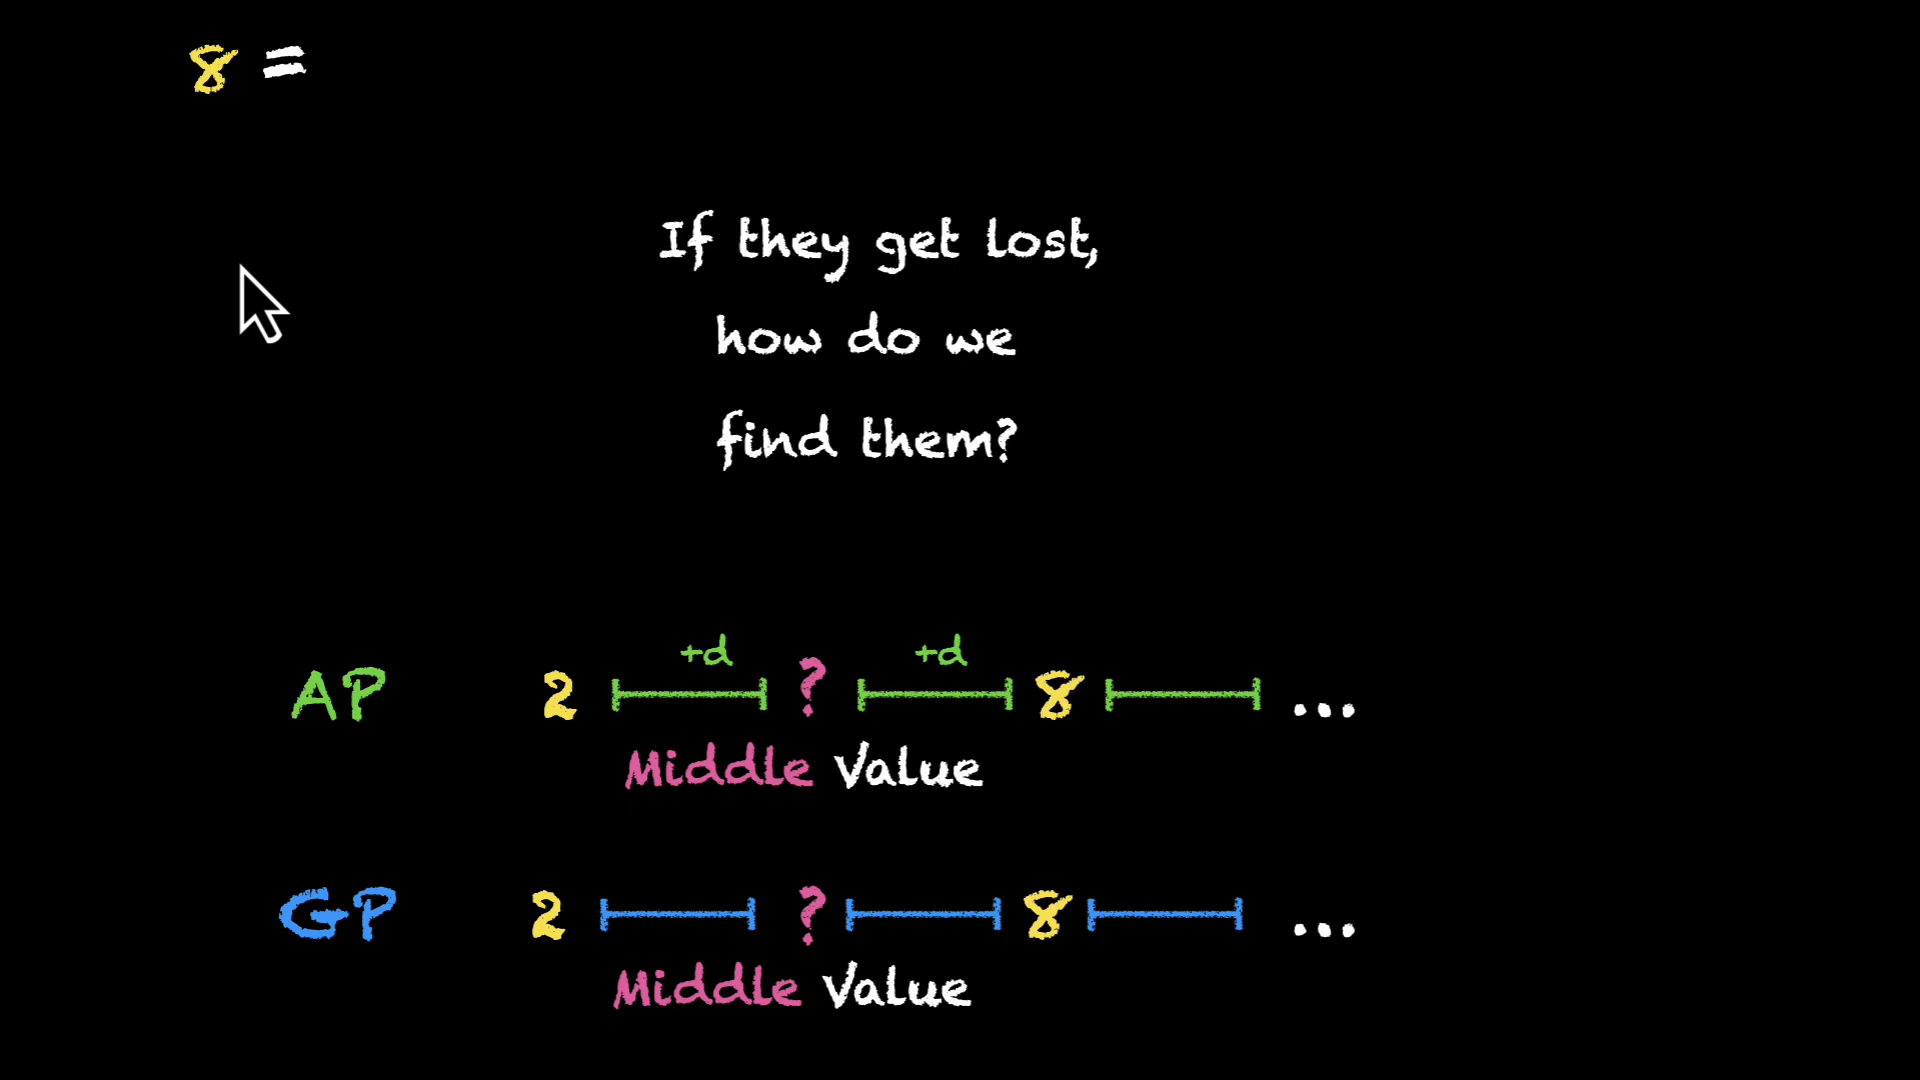 8 =
If they get lost,
how do we
find them?
+d +d
AP 2 ? 8 ...
Middle Value
GP 2 ? 8 ...
Middle Value